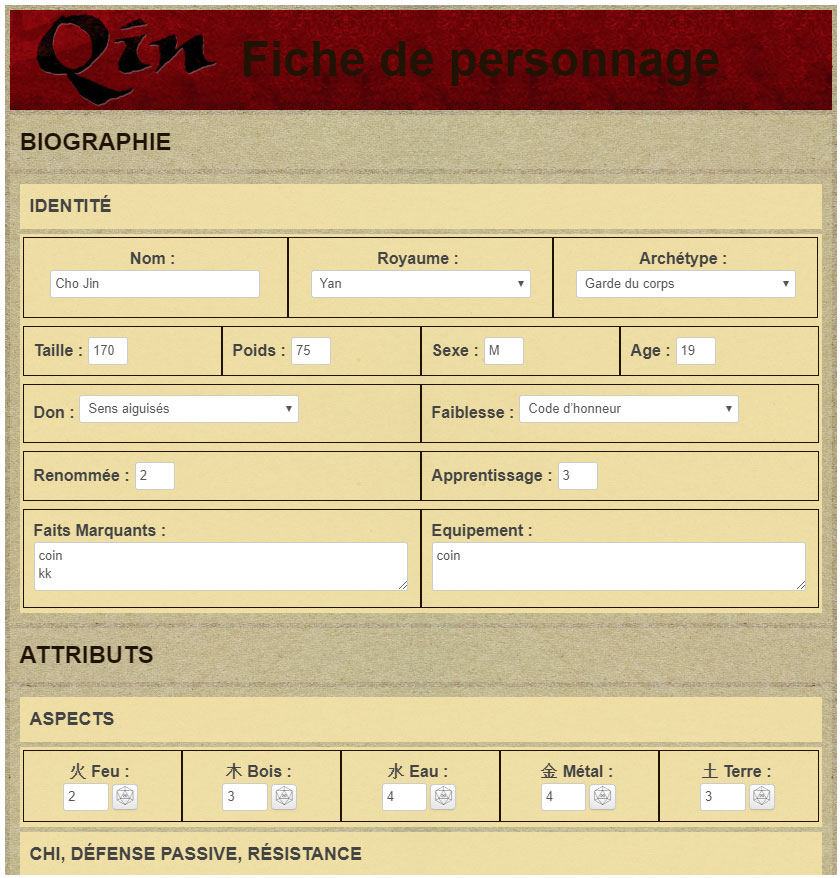 Qin Fiche de personnage
BIOGRAPHIE
IDENTITÉ
Nom : Royaume : Archétype :
Cho Jin Yan Garde du corps
Taille : 170 Poids : 75 Sexe : M Age : 19
Don : Sens aiguisés Faiblesse : Code d'honneur
Renommée : 2 Apprentissage : 3
Faits Marquants : Equipement :
coin coin
kk
ATTRIBUTS
ASPECTS
火 Feu : 木 Bois : 水 Eau : 金 Métal : 土 Terre :
2 3 4 4 3
CHI, DÉFENSE PASSIVE, RÉSISTANCE